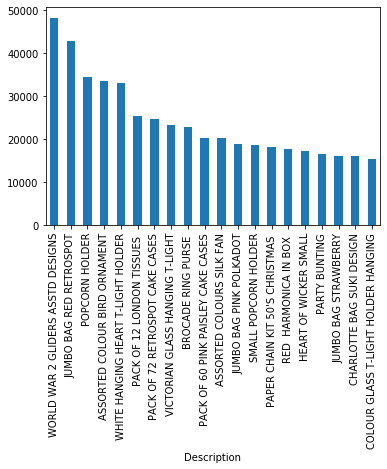 50000
40000
30000
20000
10000
0
WORLD WAR 2 GLIDERS ASSTD DESIGNS
JUMBO BAG RED RETROSPOT
POPCORN HOLDER
ASSORTED COLOUR BIRD ORNAMENT
WHITE HANGING HEART T-LIGHT HOLDER
PACK OF 12 LONDON TISSUES
PACK OF 72 RETROSPOT CAKE CASES
VICTORIAN GLASS HANGING T-LIGHT
BROCADE RING PURSE
PACK OF 60 PINK PAISLEY CAKE CASES
ASSORTED COLOURS SILK FAN
JUMBO BAG PINK POLKADOT
SMALL POPCORN HOLDER
PAPER CHAIN KIT 50'S CHRISTMAS
RED  HARMONICA IN BOX
HEART OF WICKER SMALL
PARTY BUNTING
JUMBO BAG STRAWBERRY
CHARLOTTE BAG SUKI DESIGN
COLOUR GLASS T-LIGHT HOLDER HANGING
Description